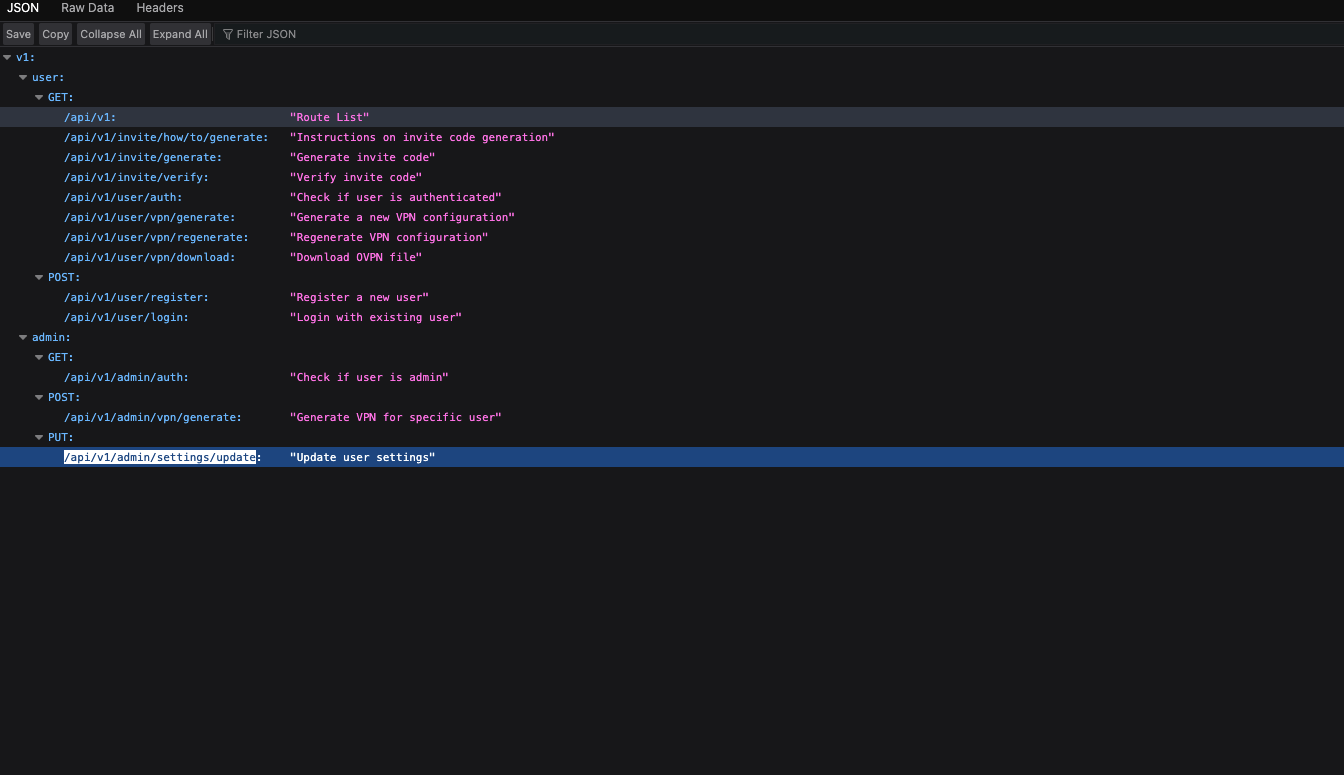 JSON Raw Data Headers
Save Copy Collapse All Expand All Filter JSON
v1:
user:
GET:
/api/v1: "Route List"
/api/v1/invite/how/to/generate: "Instructions on invite code generation"
/api/v1/invite/generate: "Generate invite code"
/api/v1/invite/verify: "Verify invite code"
/api/v1/user/auth: "Check if user is authenticated"
/api/v1/user/vpn/generate: "Generate a new VPN configuration"
/api/v1/user/vpn/regenerate: "Regenerate VPN configuration"
/api/v1/user/vpn/download: "Download OVPN file"
POST:
/api/v1/user/register: "Register a new user"
/api/v1/user/login: "Login with existing user"
admin:
GET:
/api/v1/admin/auth: "Check if user is admin"
POST:
/api/v1/admin/vpn/generate: "Generate VPN for specific user"
PUT:
/api/v1/admin/settings/update: "Update user settings"